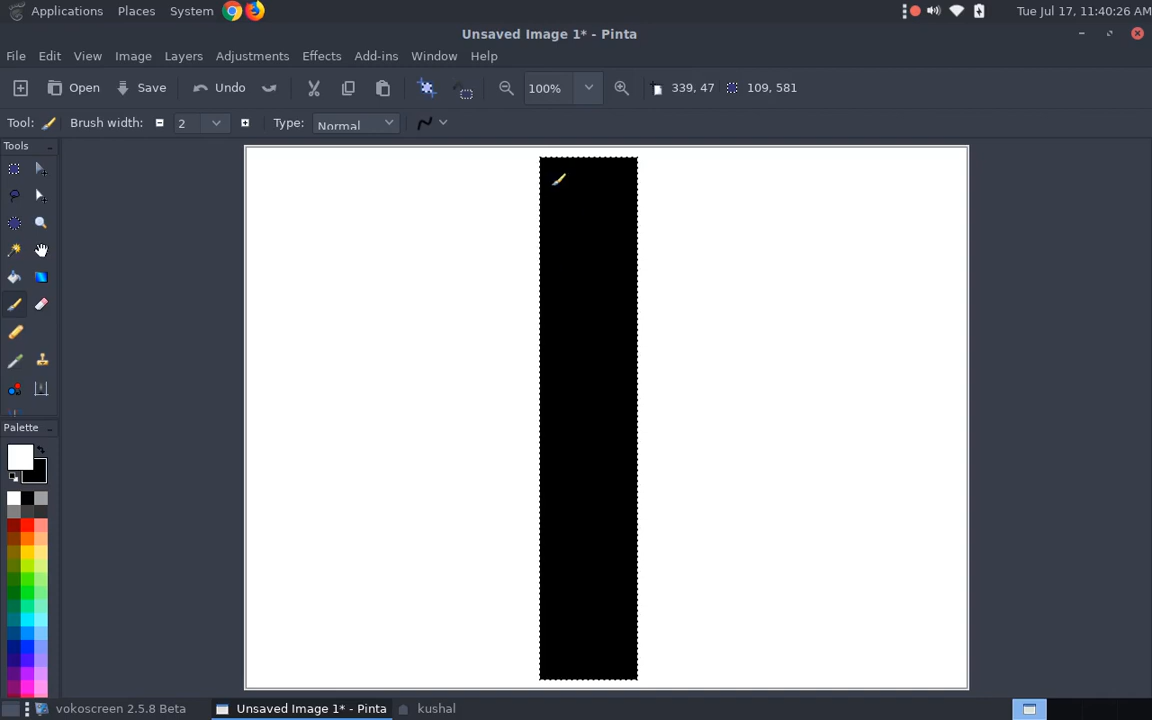 Applications Places System Tue Jul 17, 11:40:26 AM
Unsaved Image 1* - Pinta
File Edit View Image Layers Adjustments Effects Add-ins Window Help
Open Save Undo 100% 339, 47 109, 581
Tool: Brush width: 2 Type: Normal
Tools
Palette
vokoscreen 2.5.8 Beta Unsaved Image 1* - Pinta kushal